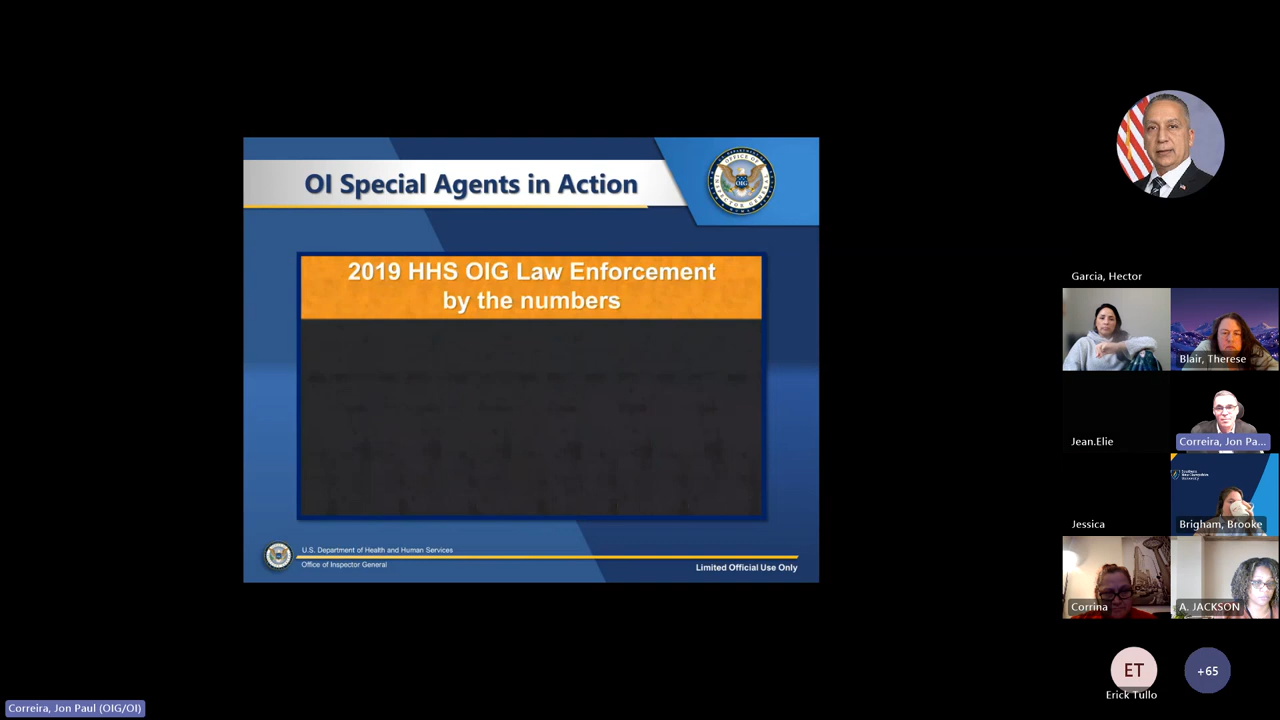 OI Special Agents in Action
2019 HHS OIG Law Enforcement
by the numbers
U.S. Department of Health and Human Services
Office of Inspector General
Limited Official Use Only
Garcia, Hector
Blair, Therese
Jean.Elie
Correira, Jon Pa...
Jessica
Brigham, Brooke
Corrina
A. JACKSON
ET
+65
Erick Tullo
Correira, Jon Paul (OIG/OI)